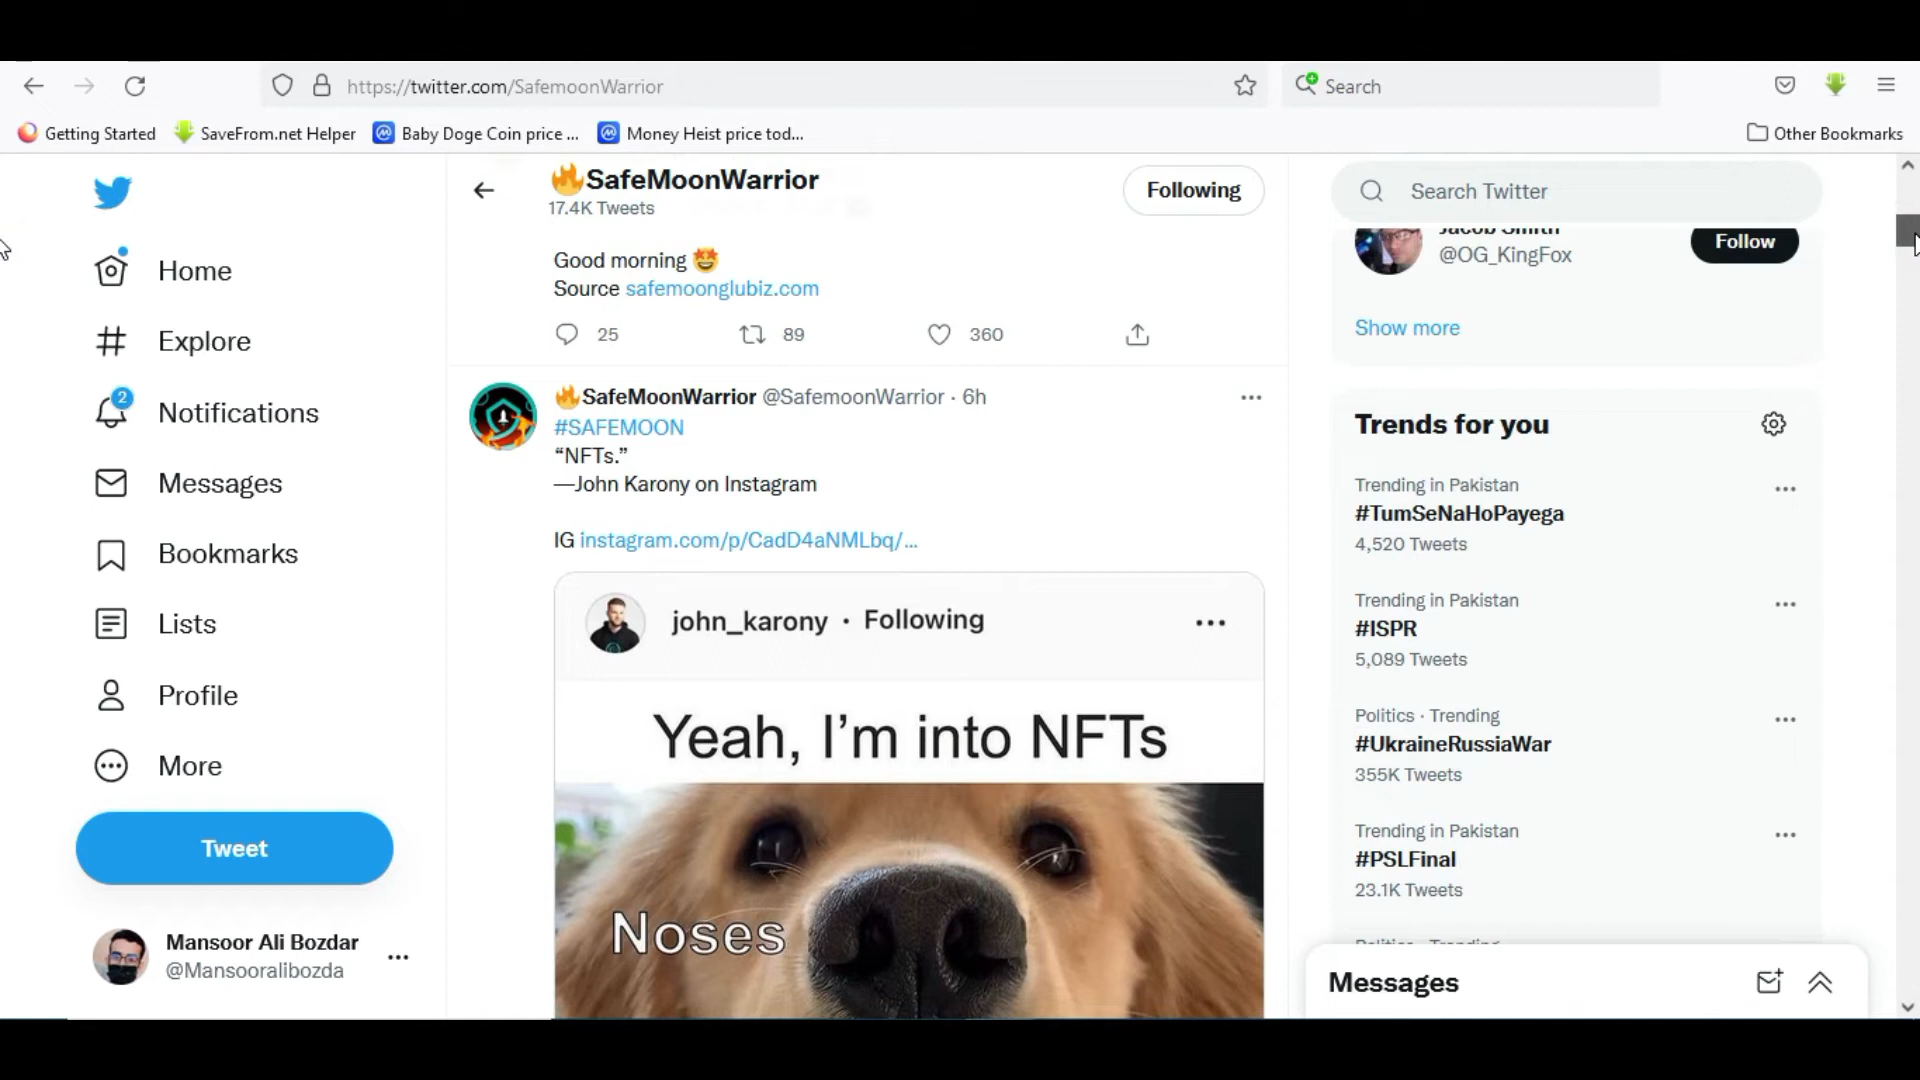 https://twitter.com/SafemoonWarrior
Search
Getting Started
SaveFrom.net Helper
Baby Doge Coin price ...
Money Heist price tod...
Other Bookmarks
🔥SafeMoonWarrior
17.4K Tweets
Following
Search Twitter
Home
Explore
2
Notifications
Messages
Bookmarks
Lists
Profile
More
Tweet
Mansoor Ali Bozdar
@Mansooralibozda
Good morning 🤩
Source safemoonglubiz.com
25
89
360
🔥SafeMoonWarrior @SafemoonWarrior · 6h
#SAFEMOON
“NFTs.”
—John Karony on Instagram
IG instagram.com/p/CadD4aNMLbq/...
john_karony · Following
Yeah, I’m into NFTs
Noses
Jacob Smith
@OG_KingFox
Follow
Show more
Trends for you
Trending in Pakistan
#TumSeNaHoPayega
4,520 Tweets
Trending in Pakistan
#ISPR
5,089 Tweets
Politics · Trending
#UkraineRussiaWar
355K Tweets
Trending in Pakistan
#PSLFinal
23.1K Tweets
Politics · Trending
Messages